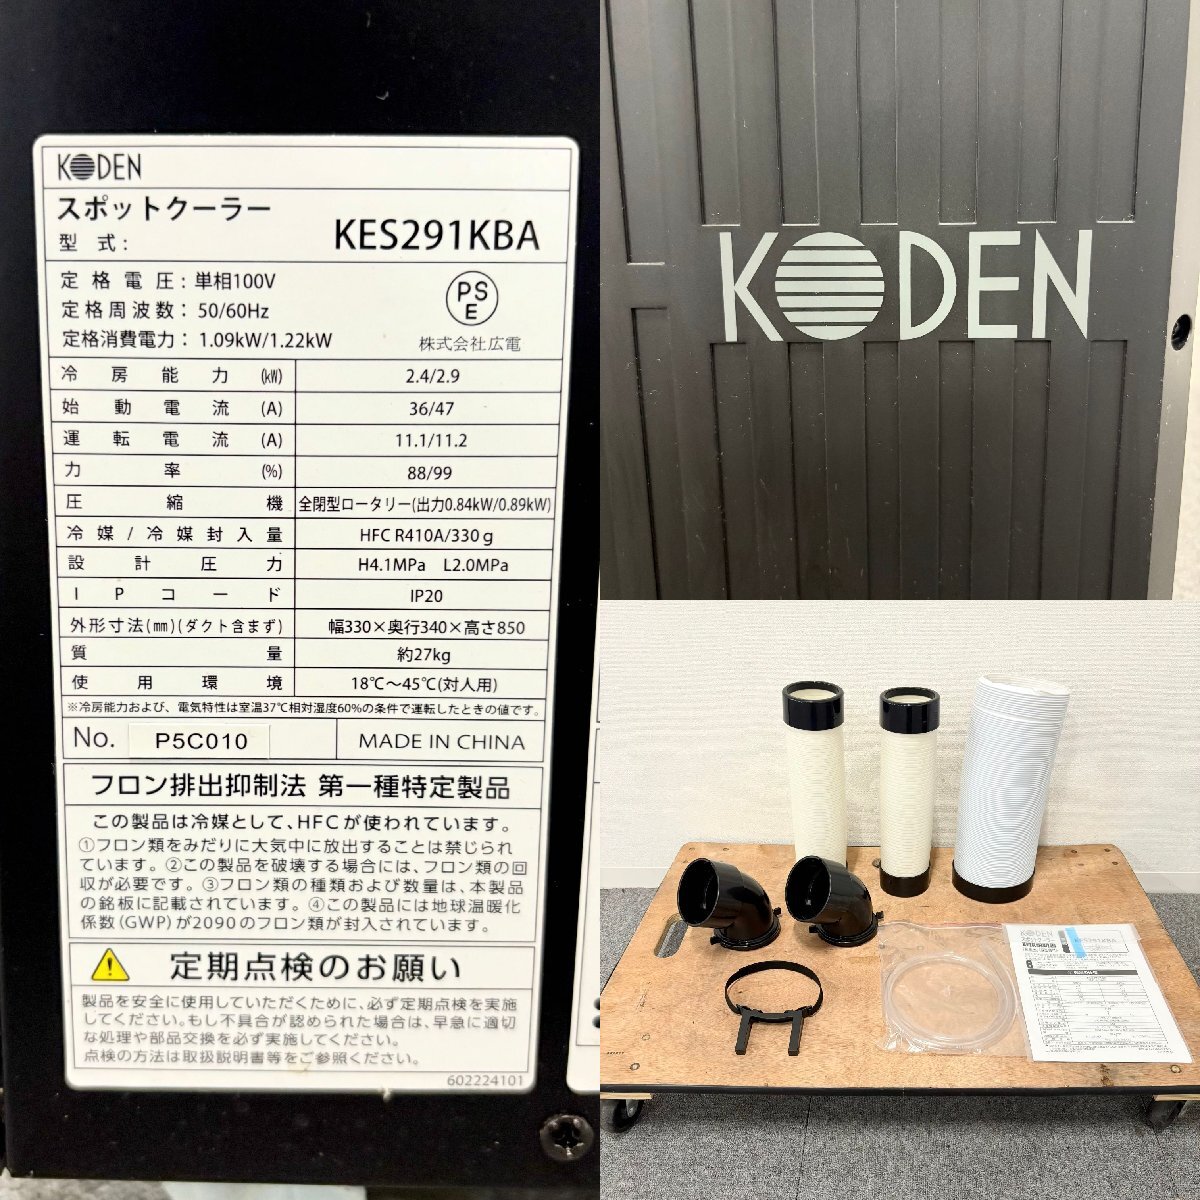 KODEN
スポットクーラー
型式: KES291KBA
定格電圧: 単相100V
定格周波数: 50/60Hz
定格消費電力: 1.09kW/1.22kW
PSE
株式会社広電
冷房能力(kW) 2.4/2.9
始動電流(A) 36/47
運転電流(A) 11.1/11.2
力率(%) 88/99
圧縮機 全閉型ロータリー(出力0.84kW/0.89kW)
冷媒/冷媒封入量 HFC R410A/330g
設計圧力 H4.1MPa L2.0MPa
IPコード IP20
外形寸法(mm)(ダクト含まず) 幅330×奥行340×高さ850
質量 約27kg
使用環境 18℃～45℃(対人用)
※冷房能力および、電気特性は室温37℃相対湿度60%の条件で運転したときの値です。
No. P5C010 MADE IN CHINA
フロン排出抑制法 第一種特定製品
この製品は冷媒として、HFCが使われています。
①フロン類をみだりに大気中に放出することは禁じられ
ています。②この製品を破壊する場合には、フロン類の回
収が必要です。③フロン類の種類および数量は、本製品
の銘板に記載されています。④この製品には地球温暖化
係数(GWP)が2090のフロン類が封入されています。
定期点検のお願い
製品を安全に使用していただくために、必ず定期点検を実施
してください。もし不具合が認められた場合は、早急に適切
な処理や部品交換を必ず実施してください。
点検の方法は取扱説明書等をご参照ください。
602224101
KODEN
KODEN
KES291KBA